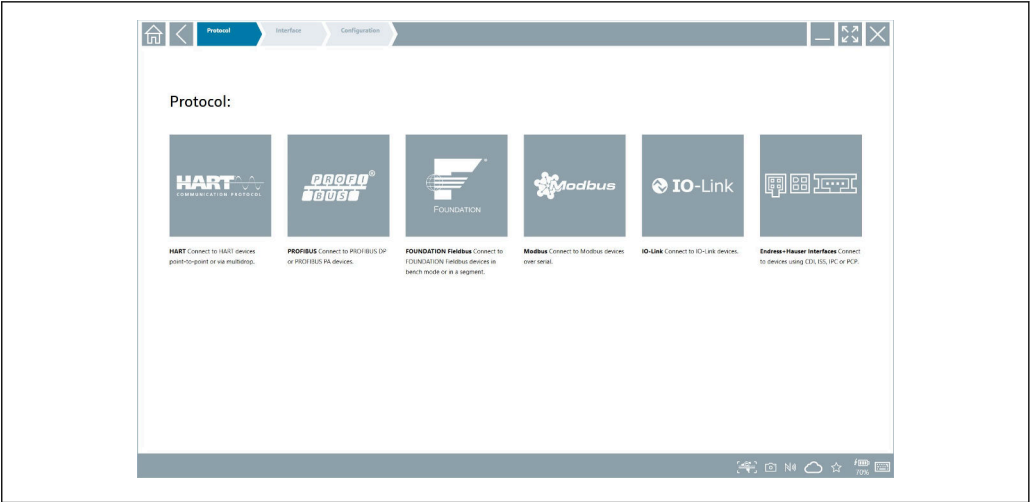 Protocol
Interface
Configuration
Protocol:
HART
COMMUNICATION PROTOCOL
PROFI®
BUS
FOUNDATION
Modbus
IO-Link
HART Connect to HART devices
point-to-point or via multidrop.
PROFIBUS Connect to PROFIBUS DP
or PROFIBUS PA devices.
FOUNDATION Fieldbus Connect to
FOUNDATION Fieldbus devices in
bench mode or in a segment.
Modbus Connect to Modbus devices
over serial.
IO-Link Connect to IO-Link devices.
Endress+Hauser Interfaces Connect
to devices using CDI, ISS, IPC or PCP.
70%